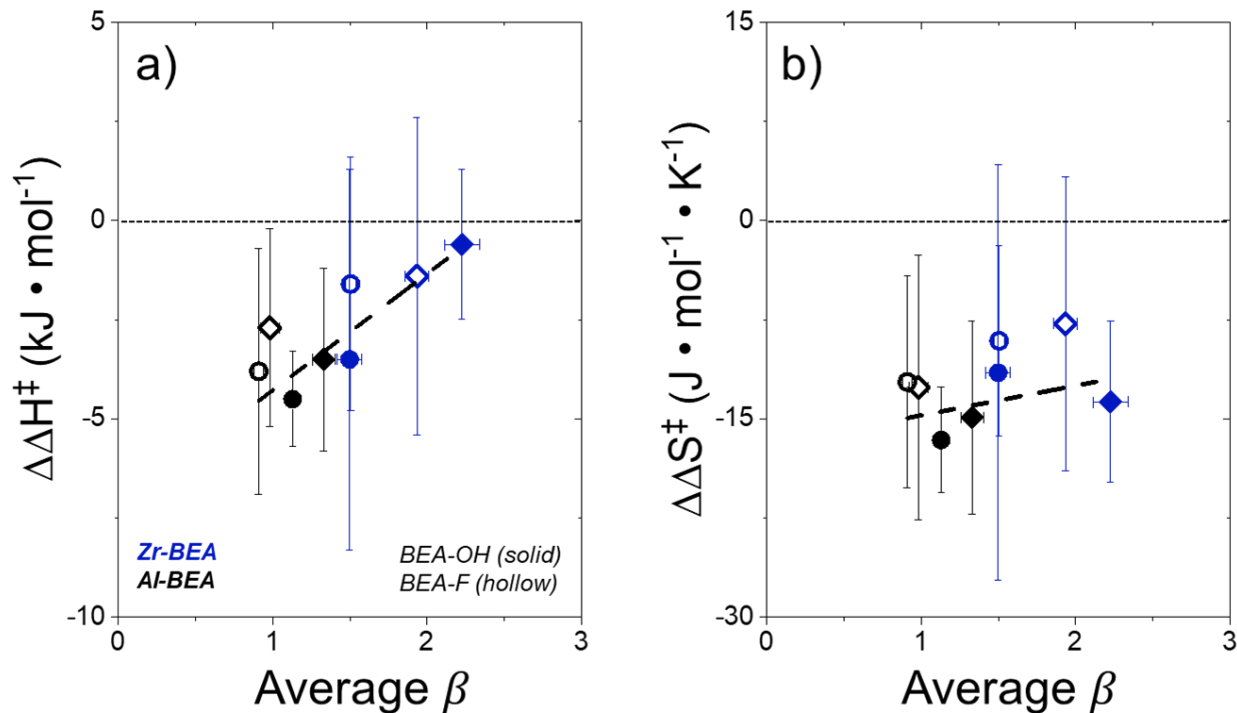 a)
5
0
-5
-10
ΔΔH‡ (kJ • mol-1)
Zr-BEA
Al-BEA
BEA-OH (solid)
BEA-F (hollow)
0
1
2
3
Average β
b)
15
0
-15
-30
ΔΔS‡ (J • mol-1 • K-1)
0
1
2
3
Average β